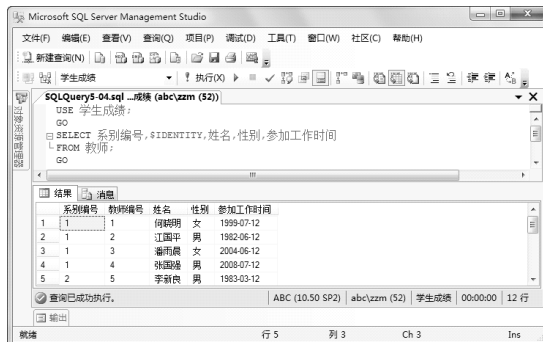 Microsoft SQL Server Management Studio
文件(F) 编辑(E) 查看(V) 查询(Q) 项目(P) 调试(D) 工具(T) 窗口(W) 社区(C) 帮助(H)
新建查询(N)
学生成绩 执行(X)
对象资源管理器
SQLQuery5-04.sql ...成绩 (abc\zzm (52))
USE 学生成绩;
GO
SELECT 系别编号,$IDENTITY,姓名,性别,参加工作时间
FROM 教师;
GO
结果 消息
系别编号 教师编号 姓名 性别 参加工作时间
1 1 1 何晓明 女 1999-07-12
2 1 2 江国平 男 1982-06-12
3 1 3 潘雨晨 女 2004-06-12
4 1 4 张国强 男 2008-07-12
5 2 5 李新良 男 1983-03-12
查询已成功执行。 ABC (10.50 SP2) abc\zzm (52) 学生成绩 00:00:00 12 行
输出
就绪 行 5 列 3 Ch 3 Ins